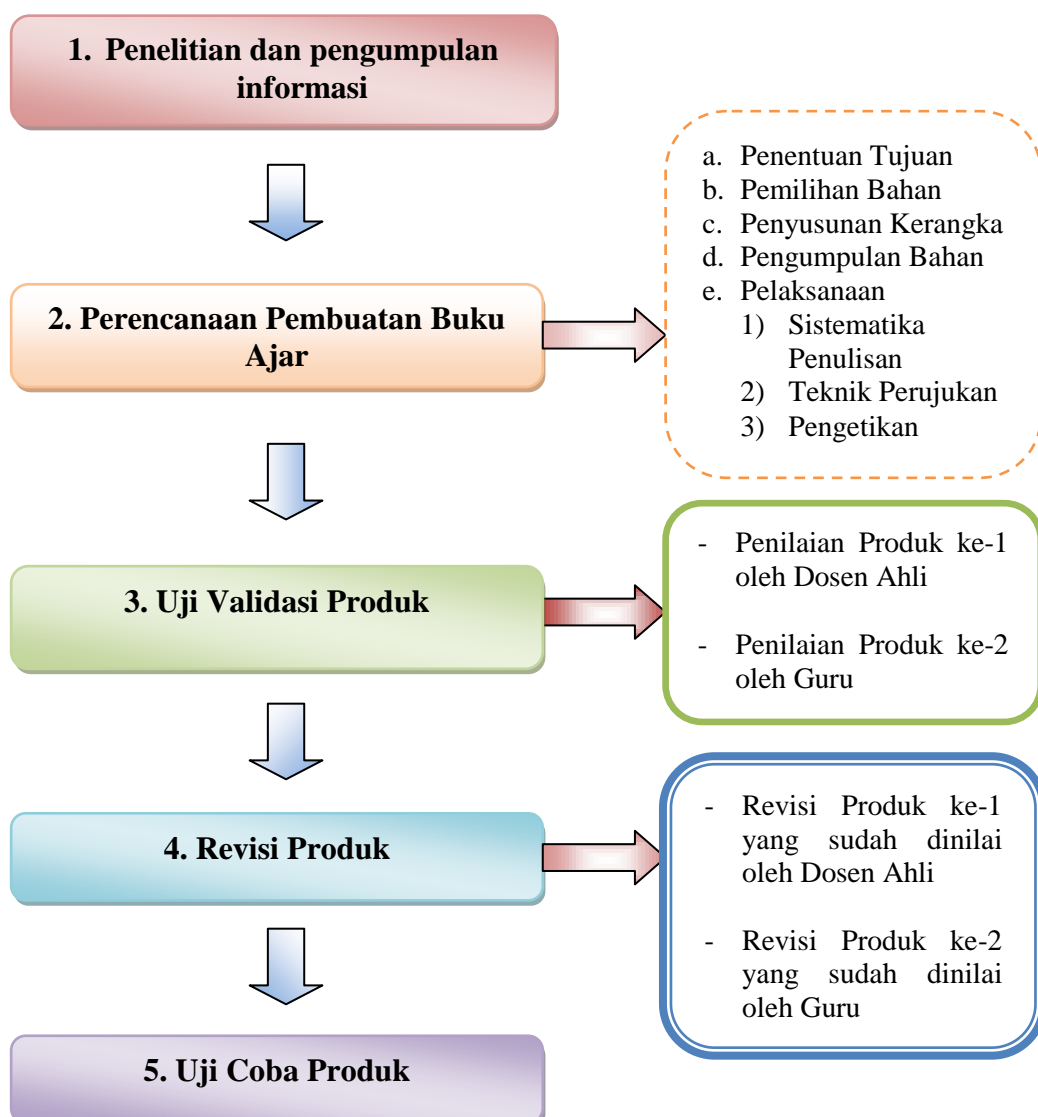 1. Penelitian dan pengumpulan
informasi
a. Penentuan Tujuan
b. Pemilihan Bahan
c. Penyusunan Kerangka
d. Pengumpulan Bahan
e. Pelaksanaan
1) Sistematika
Penulisan
2) Teknik Perujukan
3) Pengetikan
2. Perencanaan Pembuatan Buku
Ajar
3. Uji Validasi Produk
- Penilaian Produk ke-1
oleh Dosen Ahli
- Penilaian Produk ke-2
oleh Guru
4. Revisi Produk
- Revisi Produk ke-1
yang sudah dinilai
oleh Dosen Ahli
- Revisi Produk ke-2
yang sudah dinilai
oleh Guru
5. Uji Coba Produk